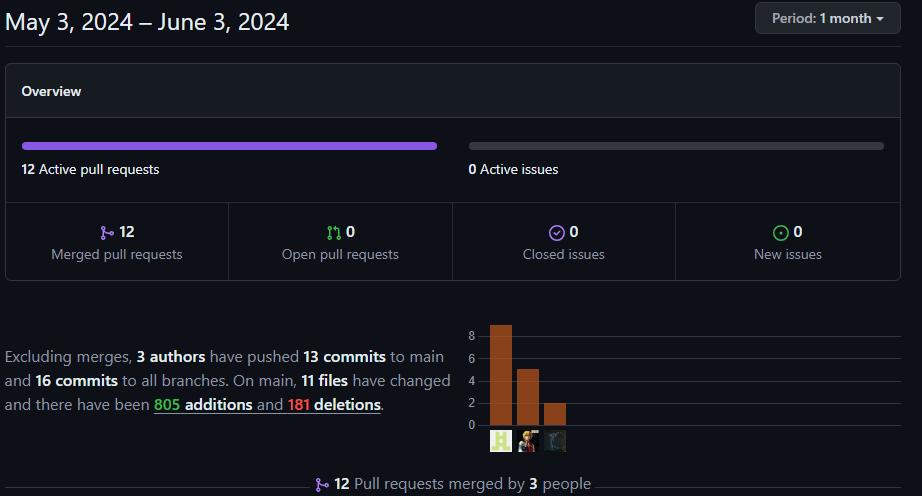 May 3, 2024 – June 3, 2024
Period: 1 month
Overview
12 Active pull requests
0 Active issues
12
Merged pull requests
0
Open pull requests
0
Closed issues
0
New issues
Excluding merges, 3 authors have pushed 13 commits to main
and 16 commits to all branches. On main, 11 files have changed
and there have been 805 additions and 181 deletions.
8
6
4
2
0
12 Pull requests merged by 3 people